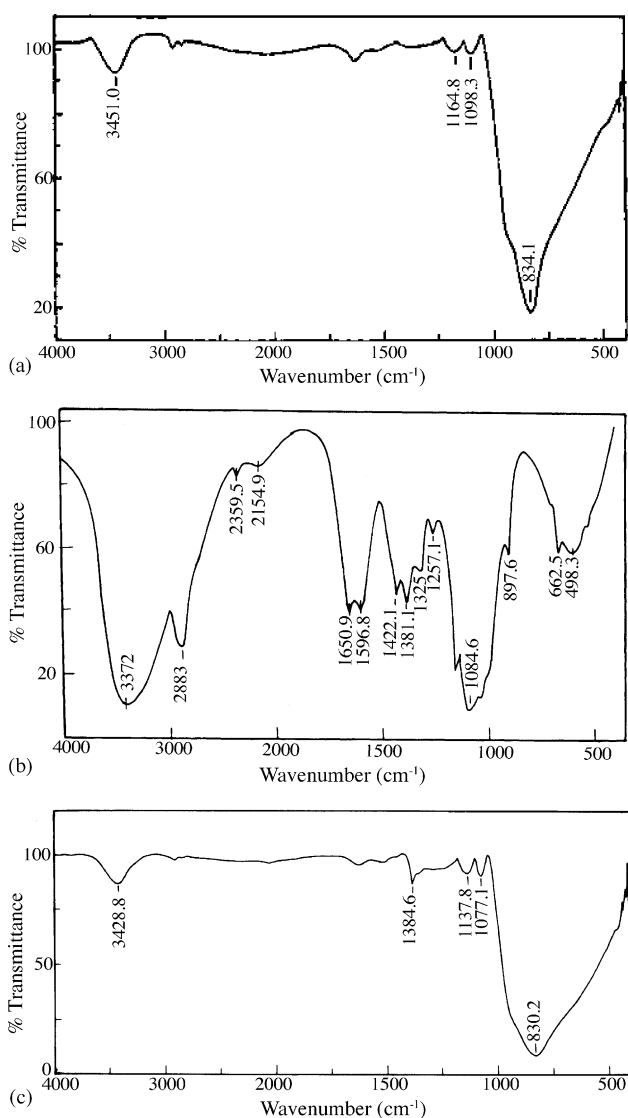 100
60
20
% Transmittance
3451.0
1164.8
1098.3
834.1
4000 3000 2000 1500 1000 500
Wavenumber (cm-1)
(a)
100
60
20
% Transmittance
3372
2883
2359.5
2154.9
1650.9
1596.8
1422.1
1381.1
1325
1257.1
1084.6
897.6
662.5
498.3
4000 3000 2000 1500 1000 500
Wavenumber (cm-1)
(b)
100
50
0
% Transmittance
3428.8
1384.6
1137.8
1077.1
830.2
4000 3000 2000 1500 1000 500
Wavenumber (cm-1)
(c)